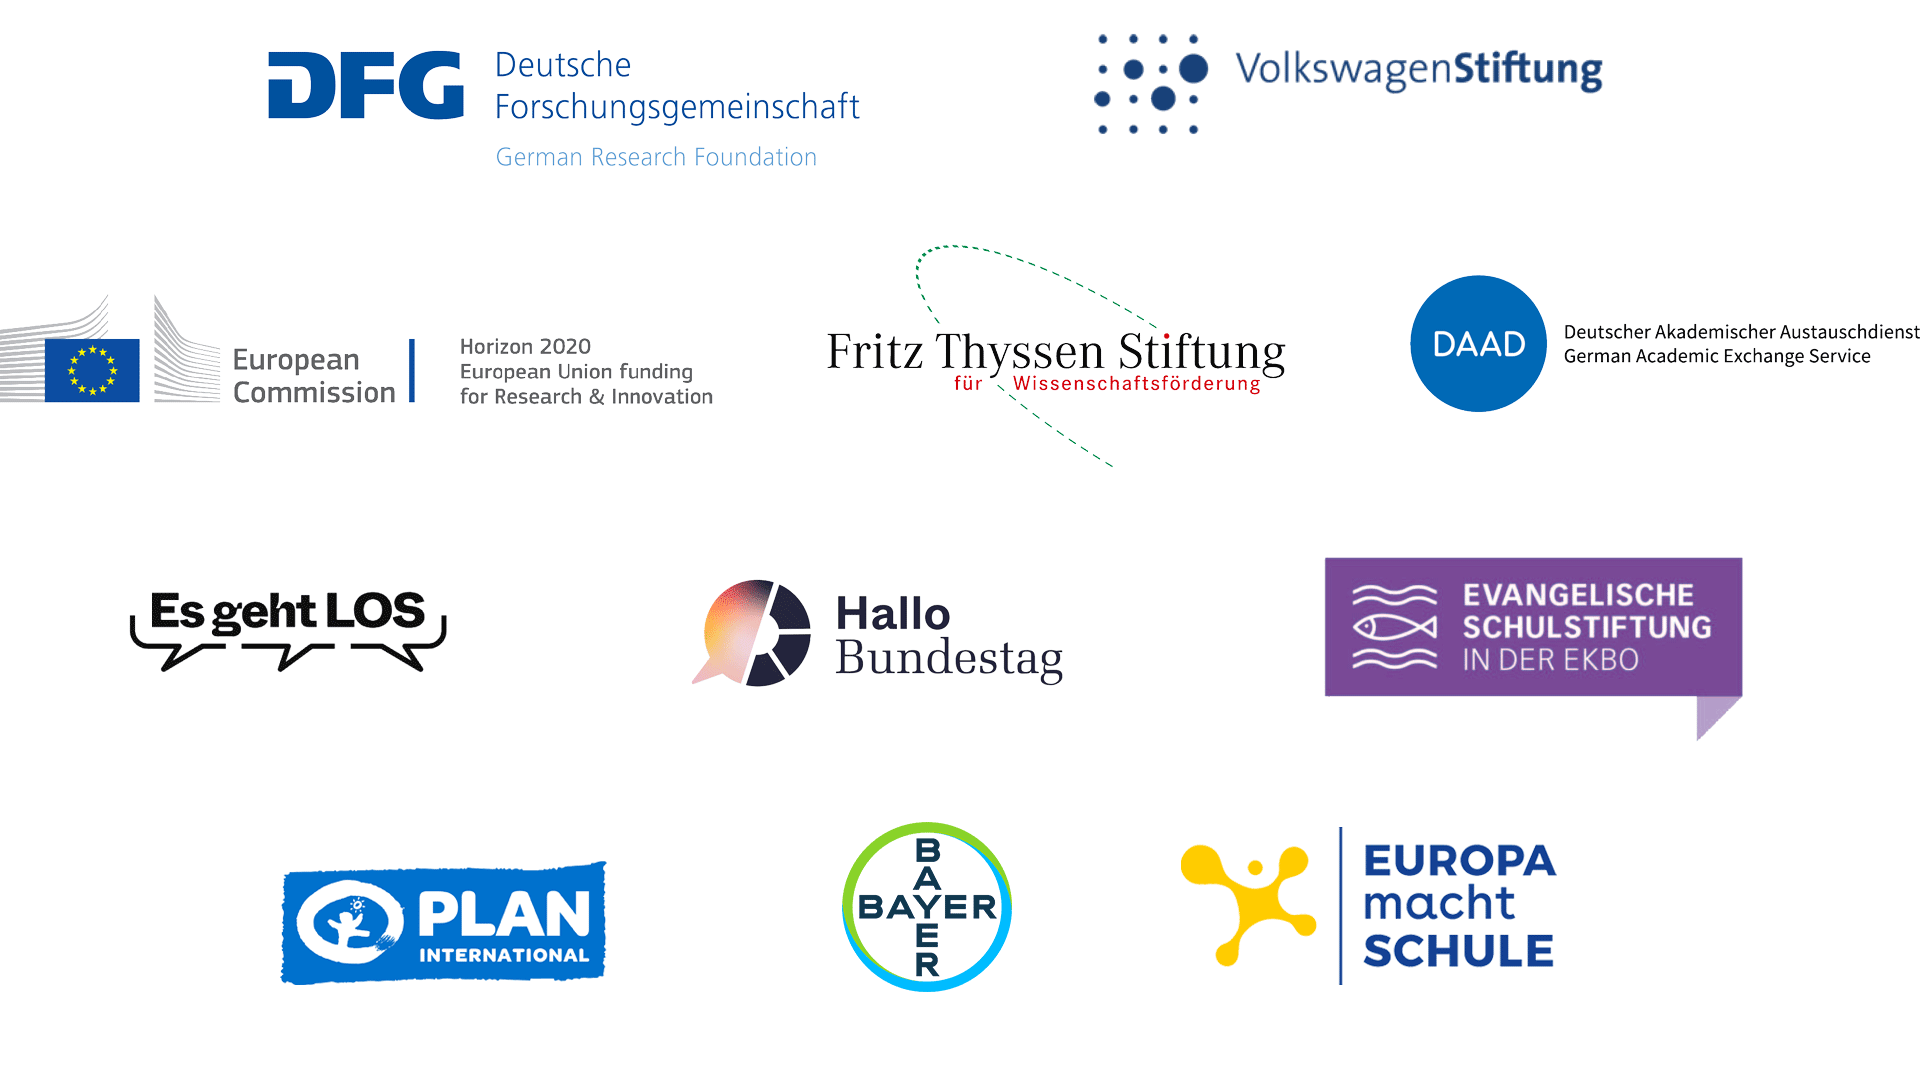 DFG
Deutsche
Forschungsgemeinschaft
German Research Foundation
VolkswagenStiftung
European
Commission
Horizon 2020
European Union funding
for Research & Innovation
Fritz Thyssen Stiftung
für Wissenschaftsförderung
DAAD
Deutscher Akademischer Austauschdienst
German Academic Exchange Service
Es geht LOS
Hallo
Bundestag
EVANGELISCHE
SCHULSTIFTUNG
IN DER EKBO
PLAN
INTERNATIONAL
BAYER
BAYER
EUROPA
macht
SCHULE